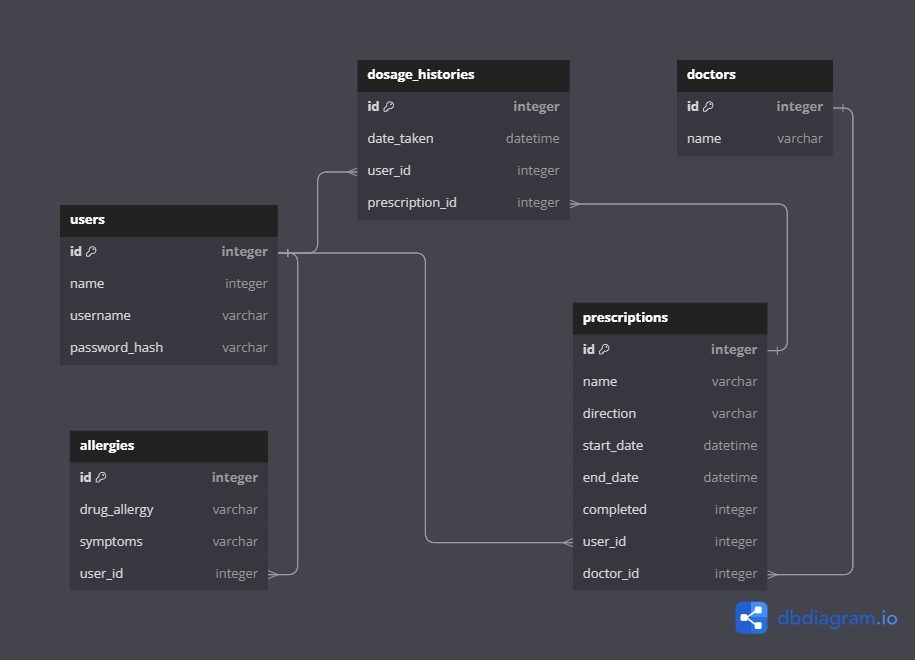 dosage_histories
id integer
date_taken datetime
user_id integer
prescription_id integer
doctors
id integer
name varchar
users
id integer
name integer
username varchar
password_hash varchar
prescriptions
id integer
name varchar
direction varchar
start_date datetime
end_date datetime
completed integer
user_id integer
doctor_id integer
allergies
id integer
drug_allergy varchar
symptoms varchar
user_id integer
dbdiagram.io